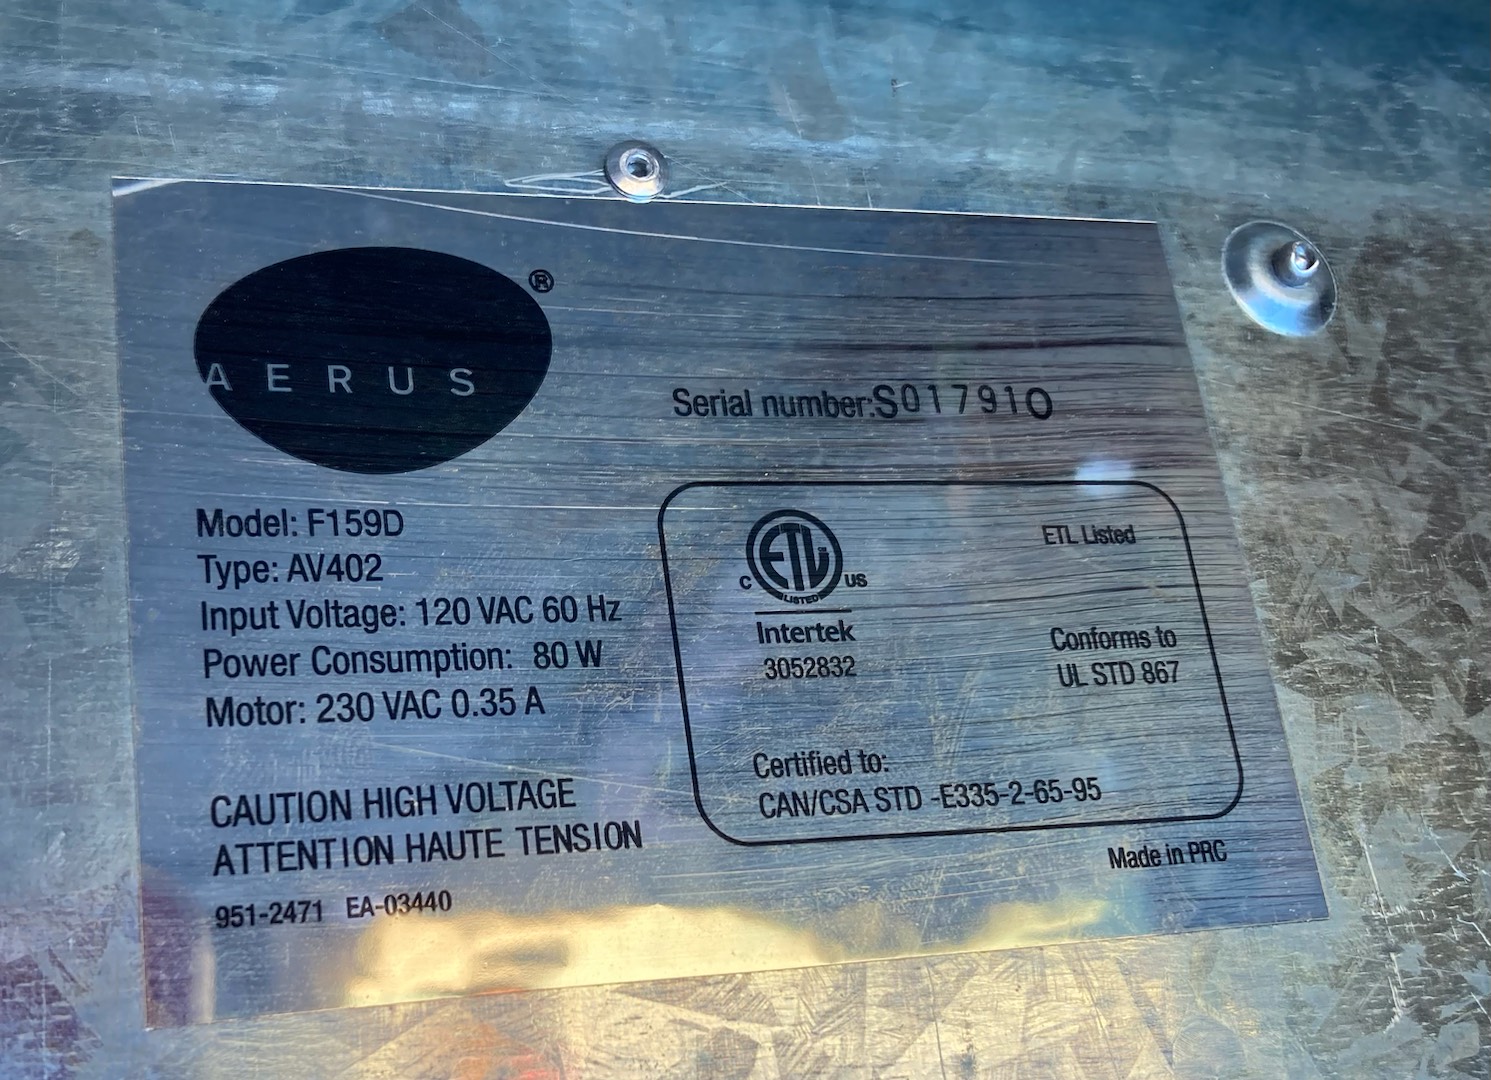 AERUS®
Serial number:S017910
Model: F159D
Type: AV402
Input Voltage: 120 VAC 60 Hz
Power Consumption: 80 W
Motor: 230 VAC 0.35 A
CAUTION HIGH VOLTAGE
ATTENTION HAUTE TENSION
951-2471 EA-03440
ETL
LISTED
C US
Intertek
3052832
ETL Listed
Conforms to
UL STD 867
Certified to:
CAN/CSA STD -E335-2-65-95
Made in PRC